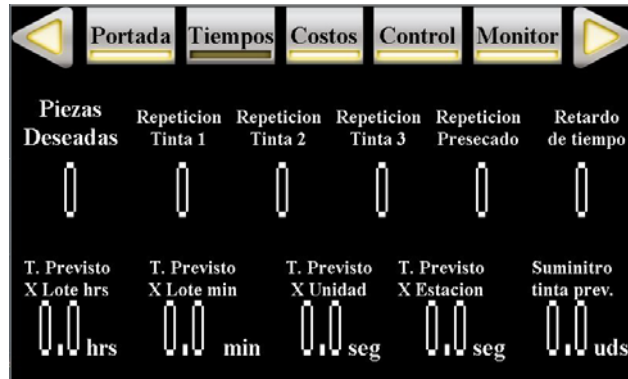 Portada Tiempos Costos Control Monitor
Piezas Repeticion Repeticion Repeticion Repeticion Retardo
Deseadas Tinta 1 Tinta 2 Tinta 3 Presecado de tiempo
0 0 0 0 0 0
T. Previsto T. Previsto T. Previsto T. Previsto Suminitro
X Lote hrs X Lote min X Unidad X Estacion tinta prev.
0.0 hrs 0.0 min 0.0 seg 0.0 seg 0.0 uds